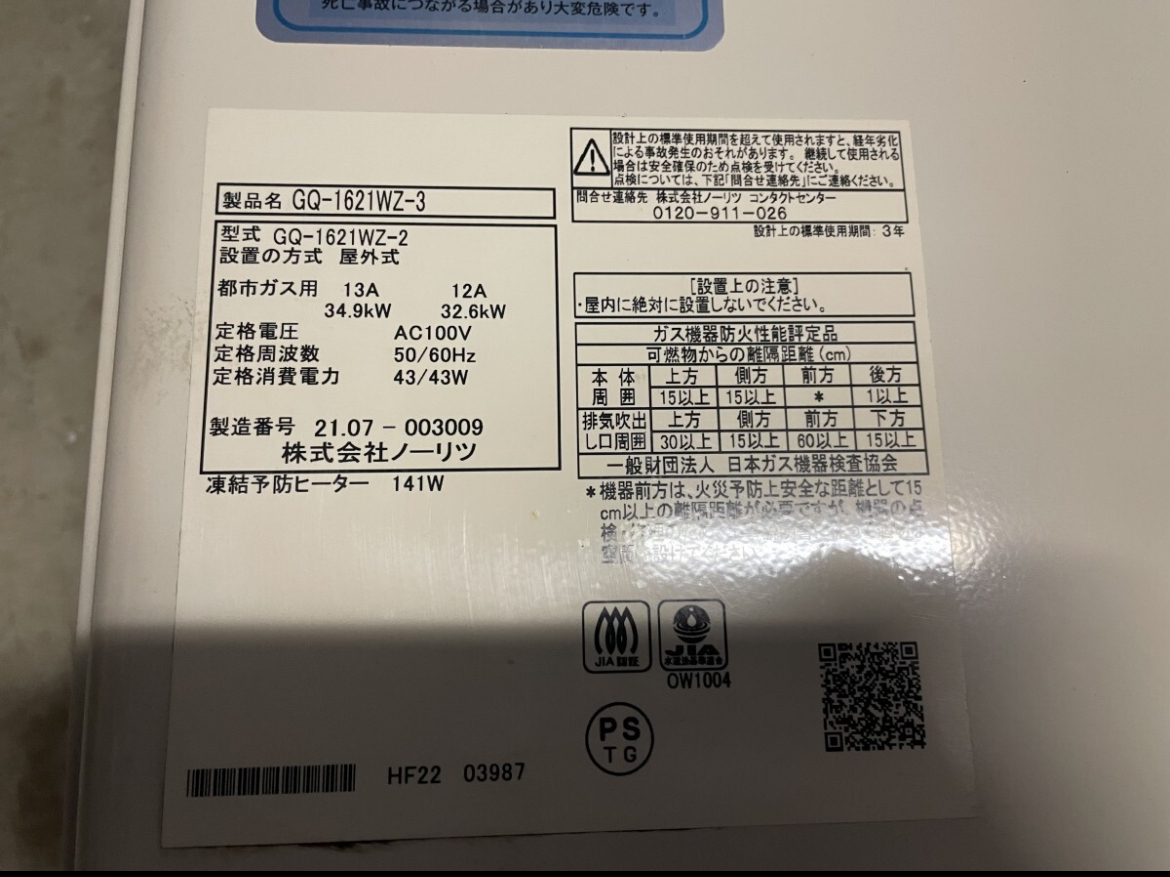 死亡事故につながる場合があり大変危険です。
製品名 GQ-1621WZ-3
型式 GQ-1621WZ-2
設置の方式 屋外式
都市ガス用 13A 12A
34.9kW 32.6kW
定格電圧 AC100V
定格周波数 50/60Hz
定格消費電力 43/43W
製造番号 21.07 - 003009
株式会社ノーリツ
凍結予防ヒーター 141W
設計上の標準使用期間を超えて使用されますと、経年劣化
による事故発生のおそれがあります。継続して使用される
場合は安全確保のため点検を受けてください。
点検については、下記「問合せ連絡先」にご連絡ください。
問合せ連絡先 株式会社ノーリツ コンタクトセンター
0120-911-026
設計上の標準使用期間: 3年
[設置上の注意]
・屋内に絶対に設置しないでください。
ガス機器防火性能評定品
可燃物からの離隔距離(cm)
本体 上方 側方 前方 後方
周囲 15以上 15以上 * 1以上
排気吹出 上方 側方 前方 下方
し口周囲 30以上 15以上 60以上 15以上
一般財団法人 日本ガス機器検査協会
*機器前方は、火災予防上安全な距離として15
cm以上の離隔距離が必要ですが、機器の点
検
JIA認証
JIA
OW1004
PS
TG
HF22 03987